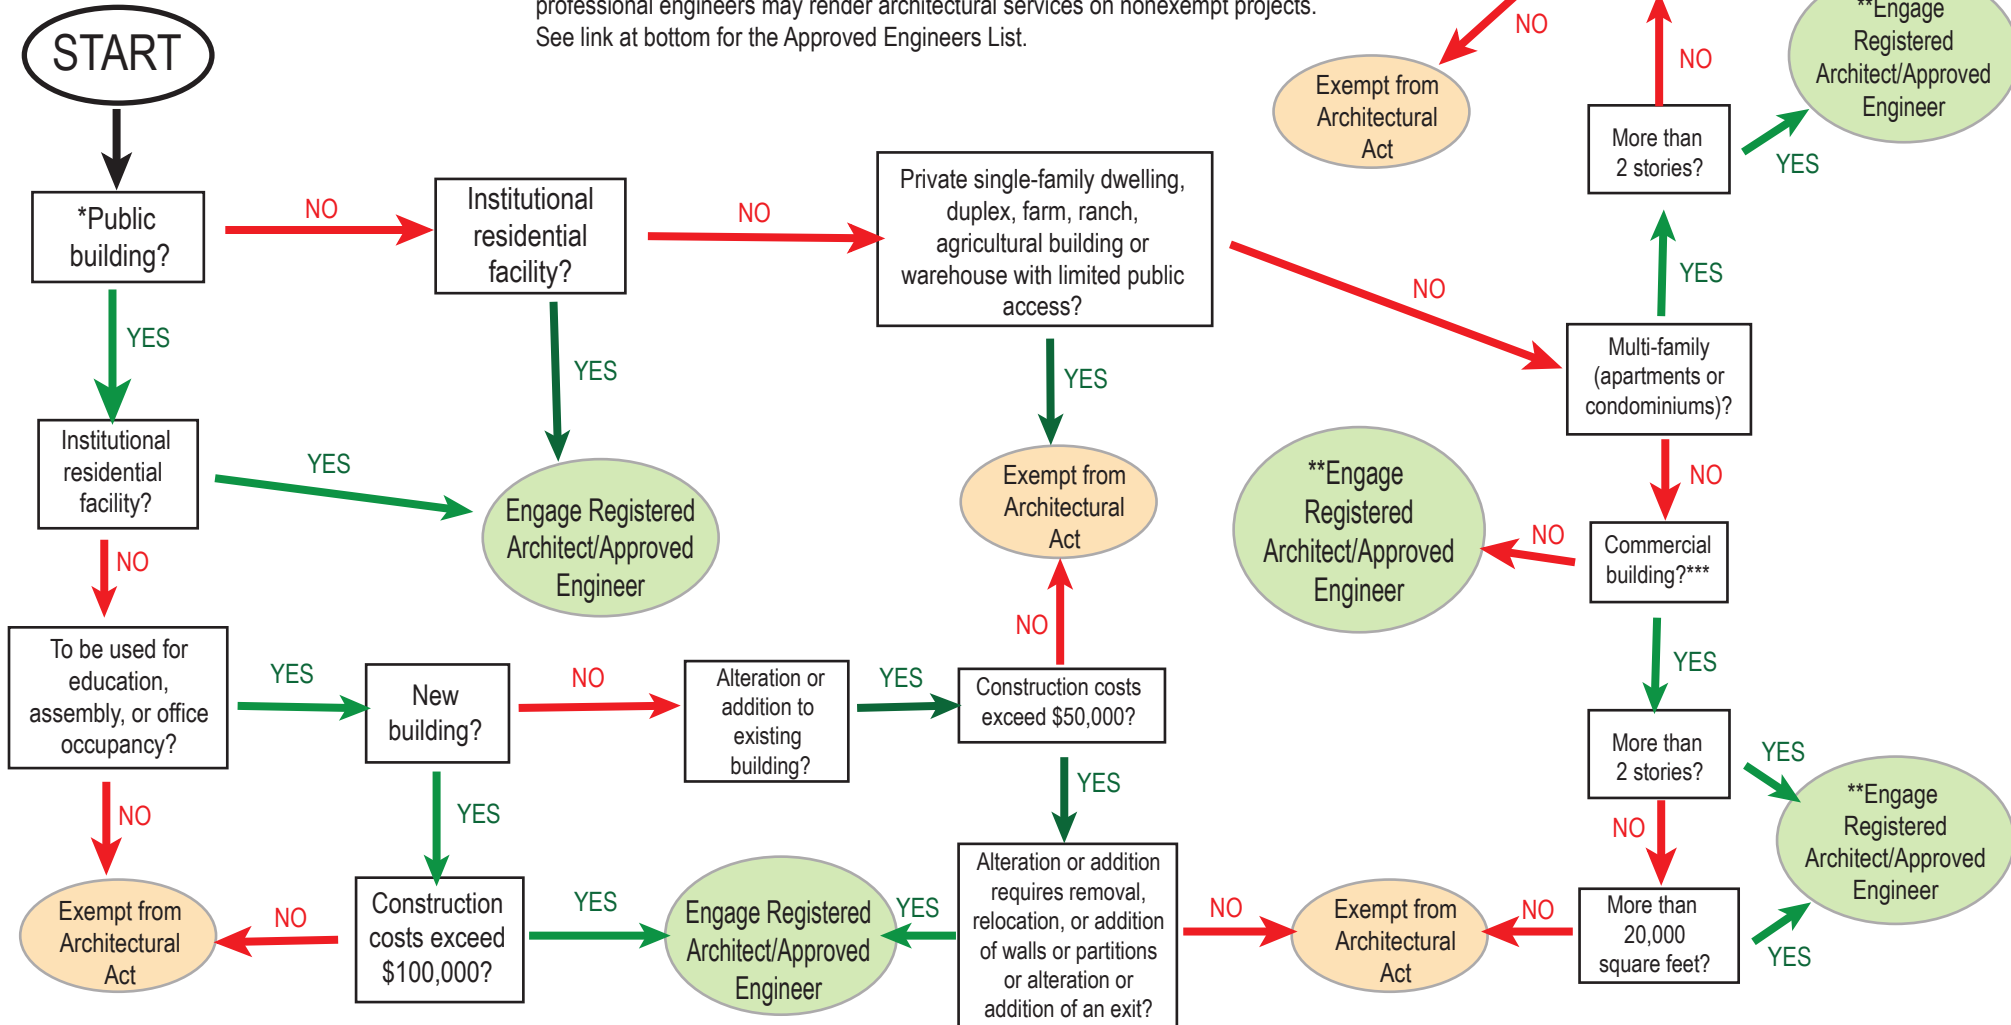 professional engineers may render architectural services on nonexempt projects.
See link at bottom for the Approved Engineers List.
START
*Public
building?
NO
Institutional
residential
facility?
NO
Private single-family dwelling,
duplex, farm, ranch,
agricultural building or
warehouse with limited public
access?
NO
Exempt from
Architectural
Act
NO
NO
**Engage
Registered
Architect/Approved
Engineer
More than
2 stories?
YES
YES
Multi-family
(apartments or
condominiums)?
YES
YES
YES
Institutional
residential
facility?
YES
Engage Registered
Architect/Approved
Engineer
Exempt from
Architectural
Act
**Engage
Registered
Architect/Approved
Engineer
NO
NO
Commercial
building?***
NO
To be used for
education,
assembly, or office
occupancy?
YES
New
building?
NO
Alteration or
addition to
existing
building?
YES
Construction costs
exceed $50,000?
NO
YES
More than
2 stories?
YES
**Engage
Registered
Architect/Approved
Engineer
NO
YES
YES
NO
Exempt from
Architectural
Act
NO
Construction
costs exceed
$100,000?
YES
Engage Registered
Architect/Approved
Engineer
YES
Alteration or addition
requires removal,
relocation, or addition
of walls or partitions
or alteration or
addition of an exit?
NO
Exempt from
Architectural
Act
NO
More than
20,000
square feet?
YES